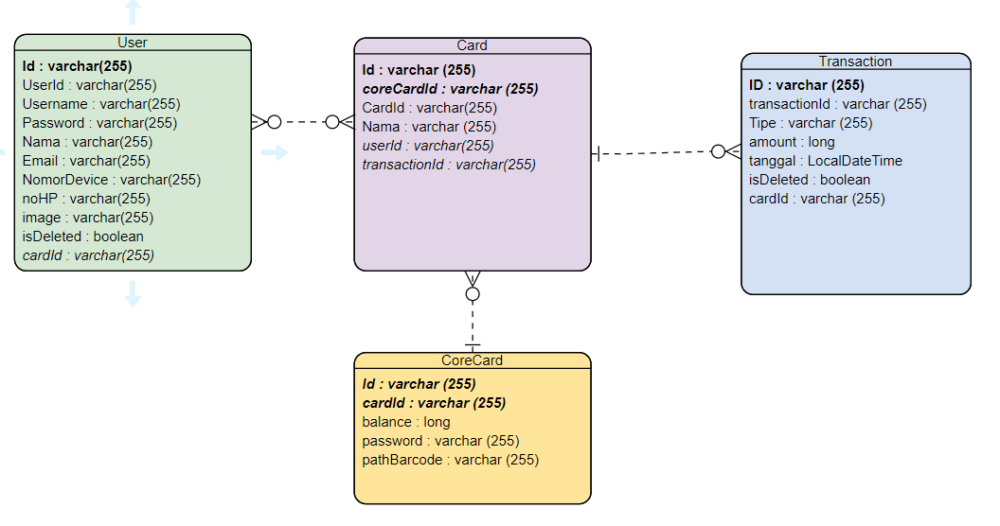 User
Id : varchar(255)
UserId : varchar(255)
Username : varchar(255)
Password : varchar(255)
Nama : varchar(255)
Email : varchar(255)
NomorDevice : varchar(255)
noHP : varchar(255)
image : varchar(255)
isDeleted : boolean
cardId : varchar(255)
Card
Id : varchar (255)
coreCardId : varchar (255)
CardId : varchar(255)
Nama : varchar (255)
userId : varchar(255)
transactionId : varchar(255)
Transaction
ID : varchar (255)
transactionId : varchar (255)
Tipe : varchar (255)
amount : long
tanggal : LocalDateTime
isDeleted : boolean
cardId : varchar (255)
CoreCard
Id : varchar (255)
cardId : varchar (255)
balance : long
password : varchar (255)
pathBarcode : varchar (255)